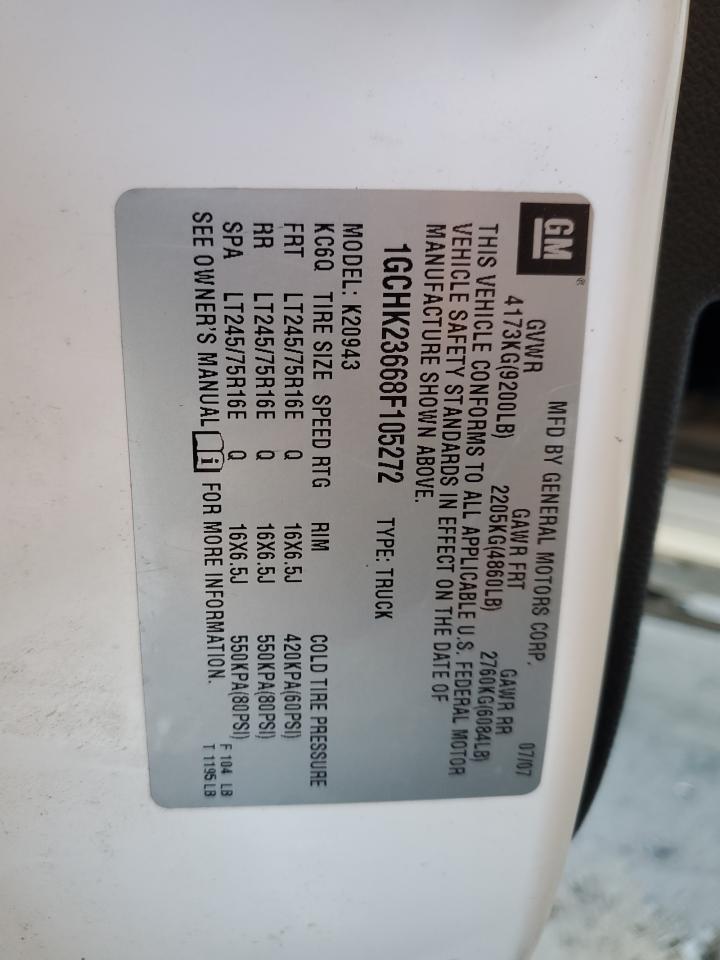 GM ®
MFD BY GENERAL MOTORS CORP. 07/07
GVWR GAWR FRT GAWR RR
4173KG(9200LB) 2205KG(4860LB) 2760KG(6084LB)
THIS VEHICLE CONFORMS TO ALL APPLICABLE U.S. FEDERAL MOTOR
VEHICLE SAFETY STANDARDS IN EFFECT ON THE DATE OF
MANUFACTURE SHOWN ABOVE.
1GCHK23668F105272 TYPE: TRUCK
MODEL: K20943
KC6Q TIRE SIZE SPEED RTG RIM COLD TIRE PRESSURE
FRT LT245/75R16E Q 16X6.5J 420KPA(60PSI)
RR LT245/75R16E Q 16X6.5J 550KPA(80PSI)
SPA LT245/75R16E Q 16X6.5J 550KPA(80PSI)
SEE OWNER'S MANUAL i FOR MORE INFORMATION.
F 104 LB
T 1195 LB